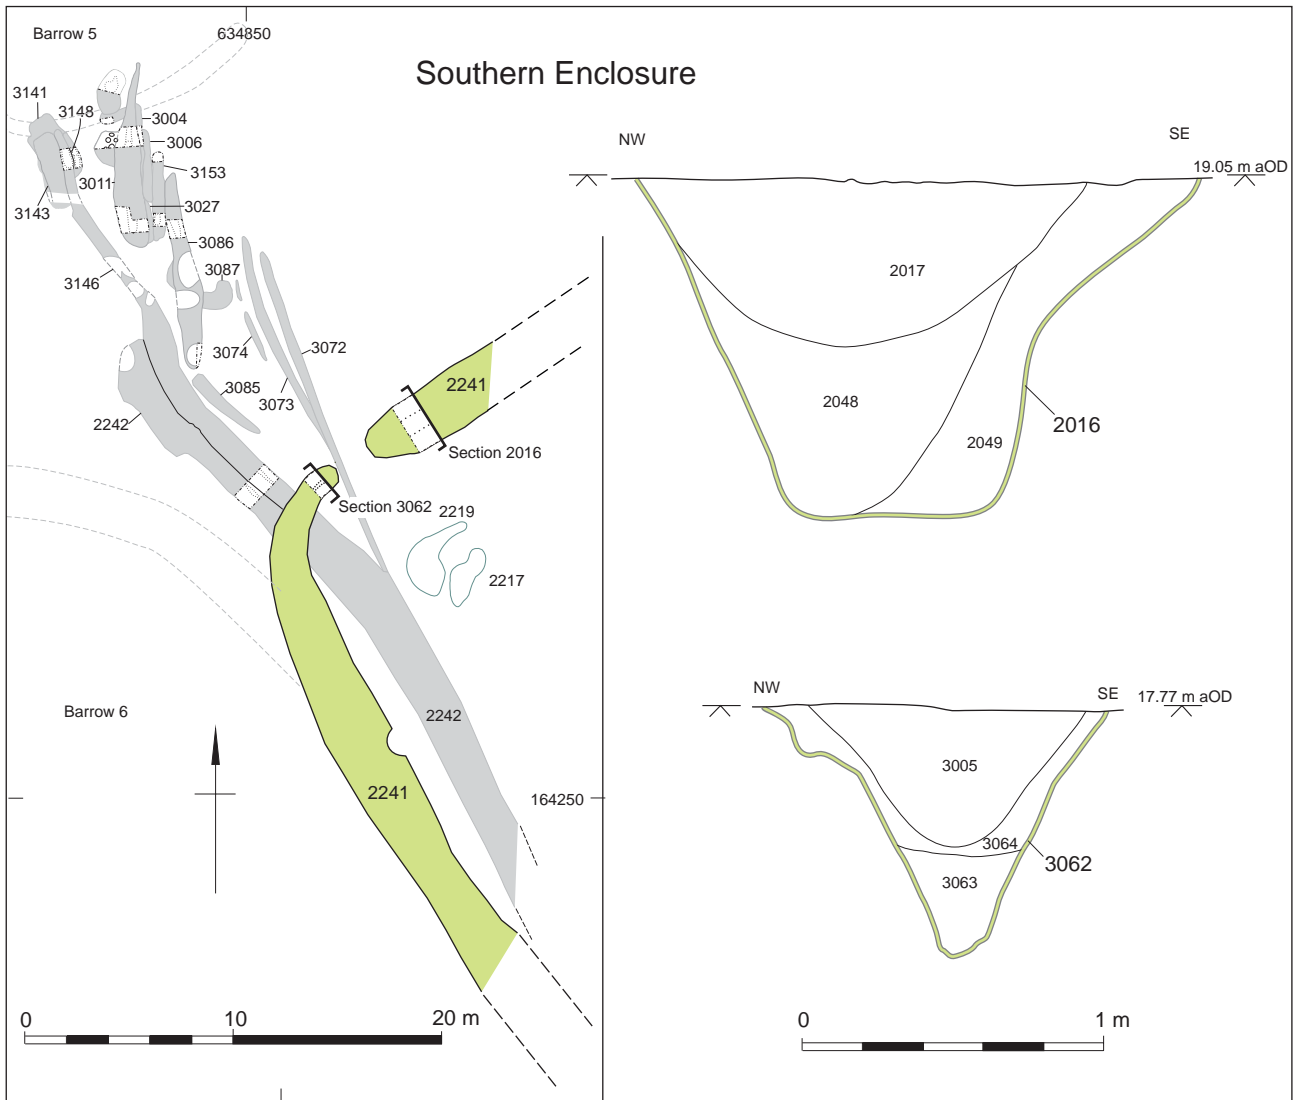 Barrow 5
634850
Southern Enclosure
3141
3148
3004
3006
3153
3011
3143
3027
3086
3087
3146
3074
3072
3085
3073
2242
2241
Section 2016
Section 3062
2219
2217
Barrow 6
2242
2241
164250
0 10 20 m
NW
SE
19.05 m aOD
2017
2048
2049
2016
NW
SE
17.77 m aOD
3005
3064
3062
3063
0 1 m